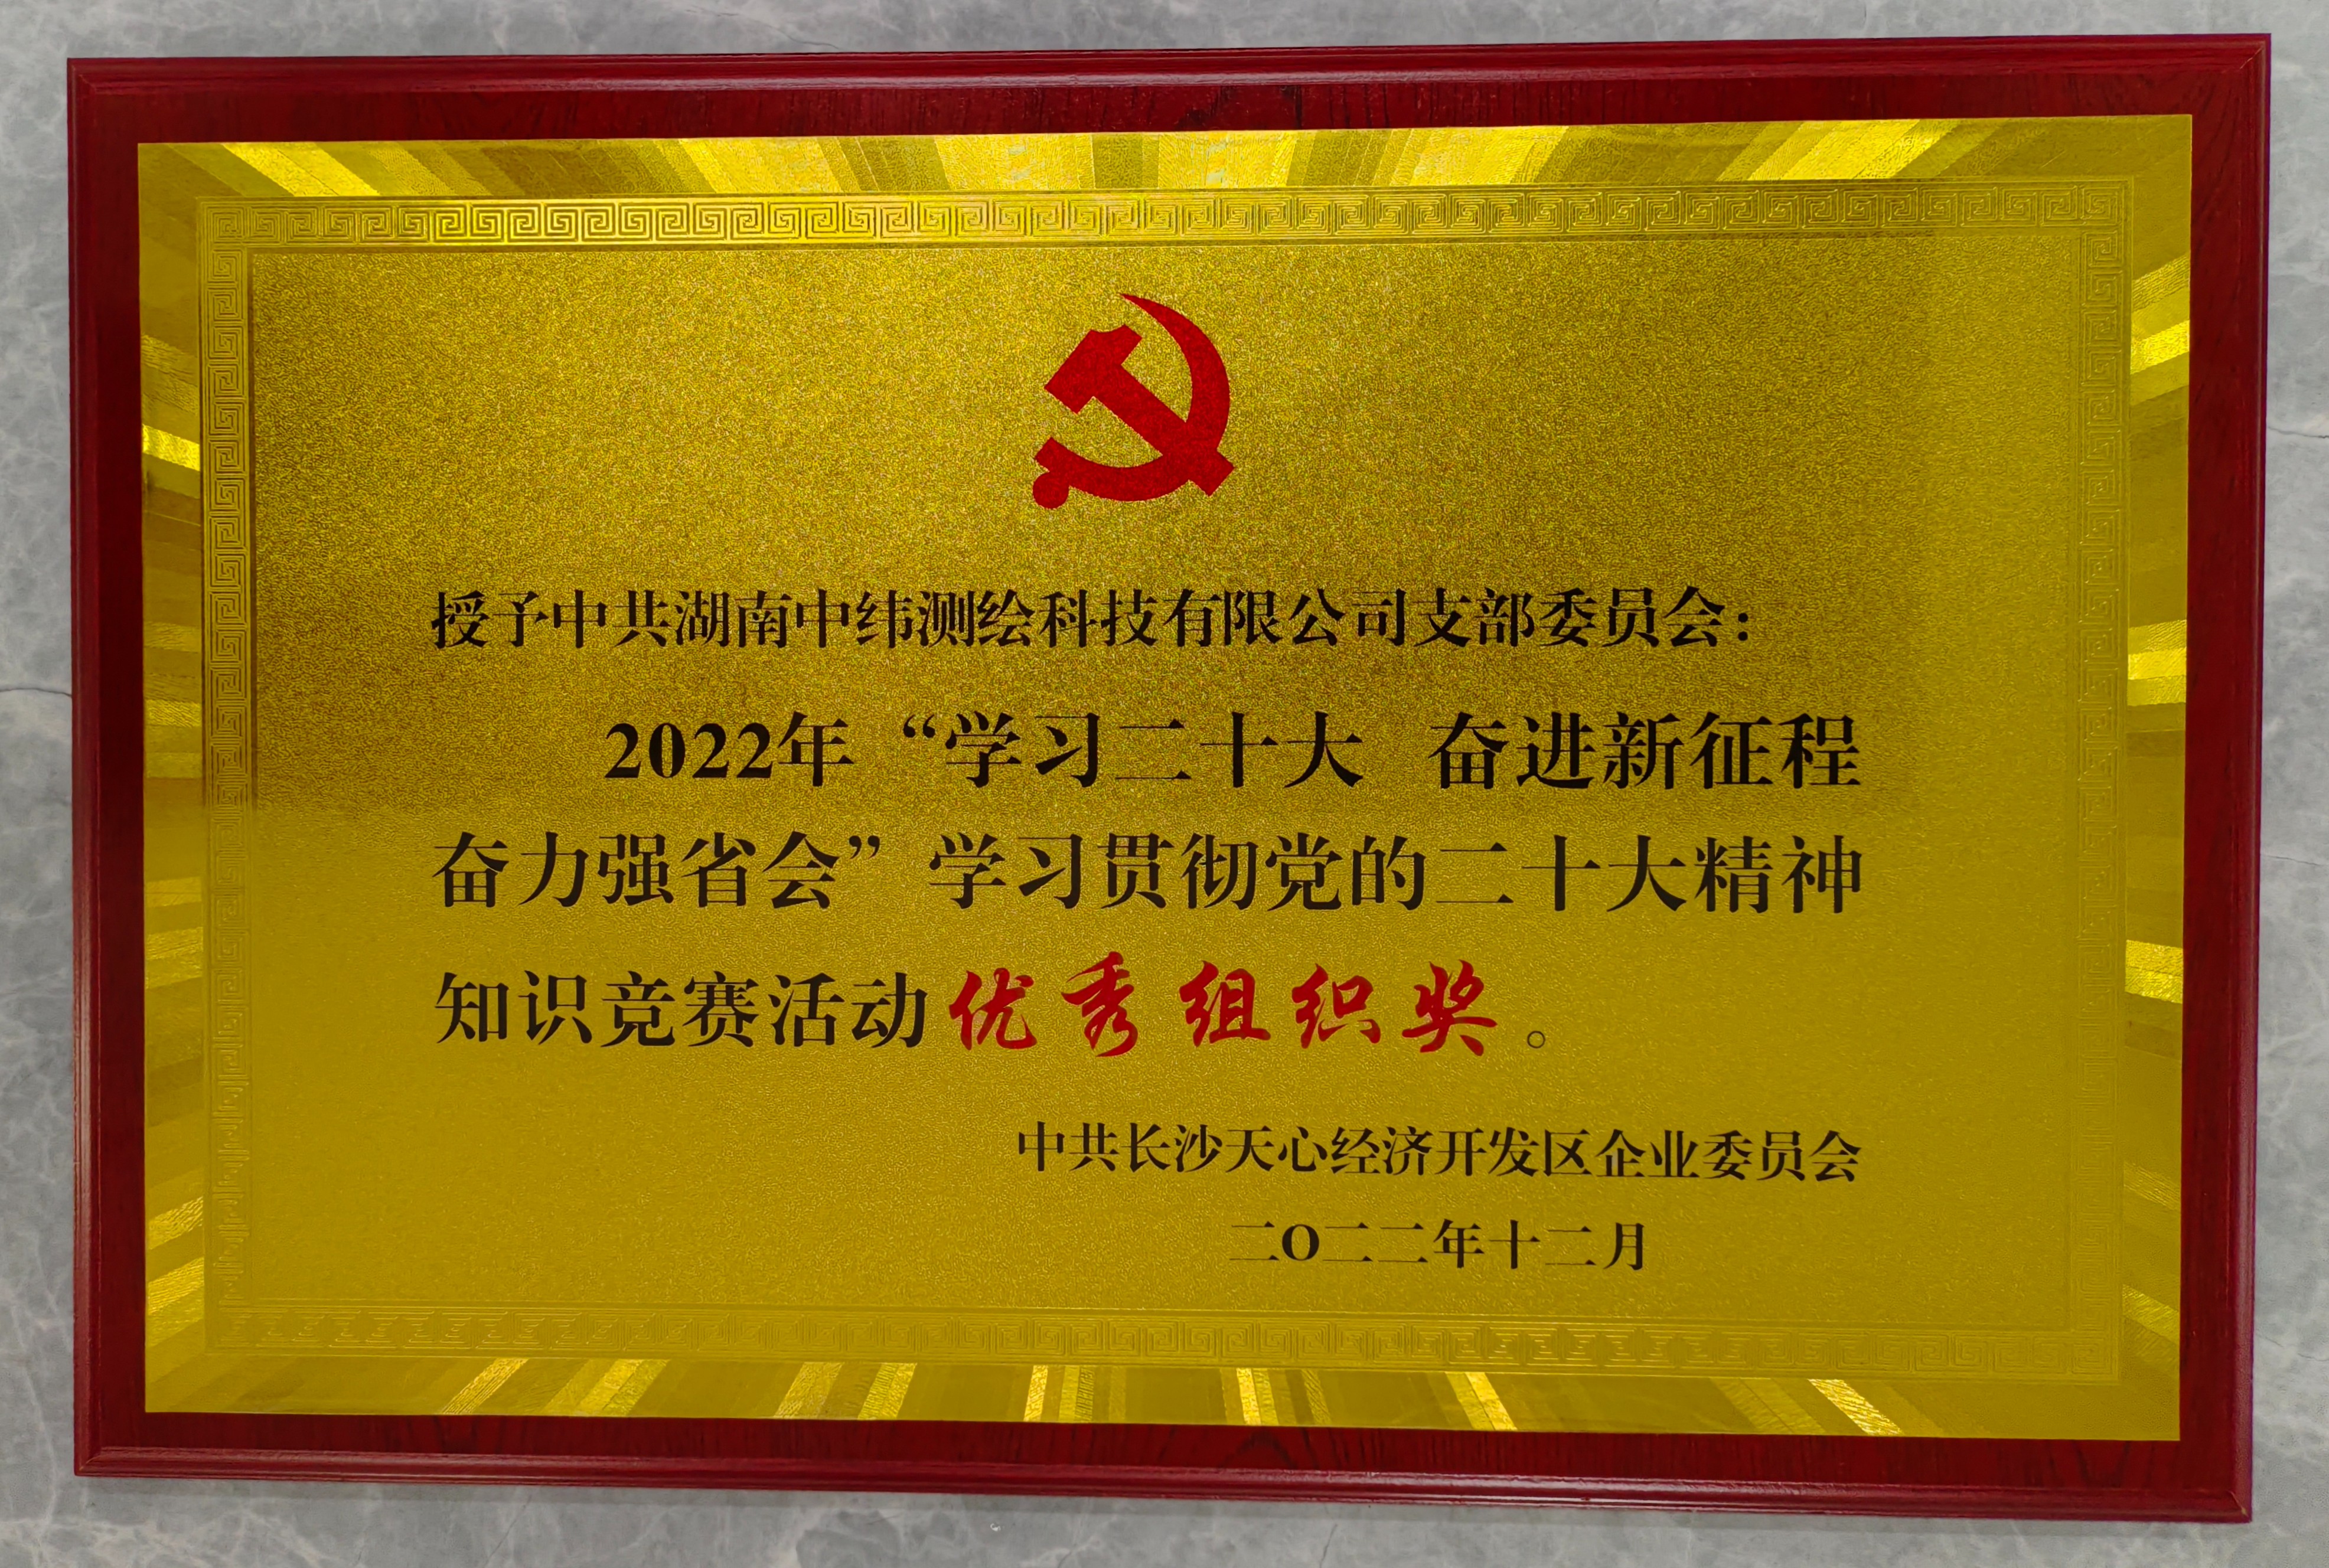 授予中共湖南中纬测绘科技有限公司支部委员会：
2022年“学习二十大 奋进新征程
奋力强省会”学习贯彻党的二十大精神
知识竞赛活动优秀组织奖。
中共长沙天心经济开发区企业委员会
二〇二二年十二月